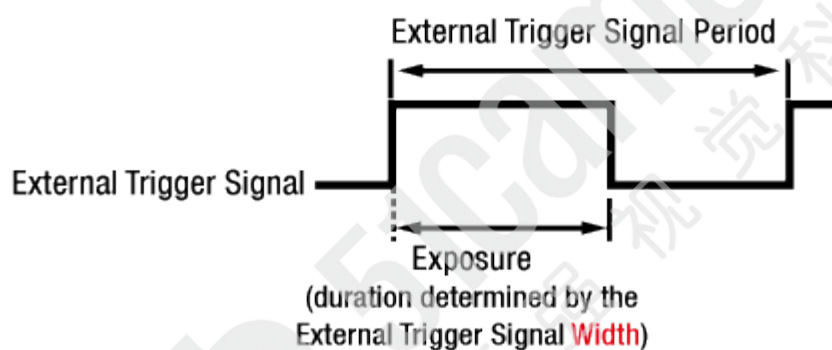 External Trigger Signal Period
External Trigger Signal
Exposure
(duration determined by the
External Trigger Signal Width)